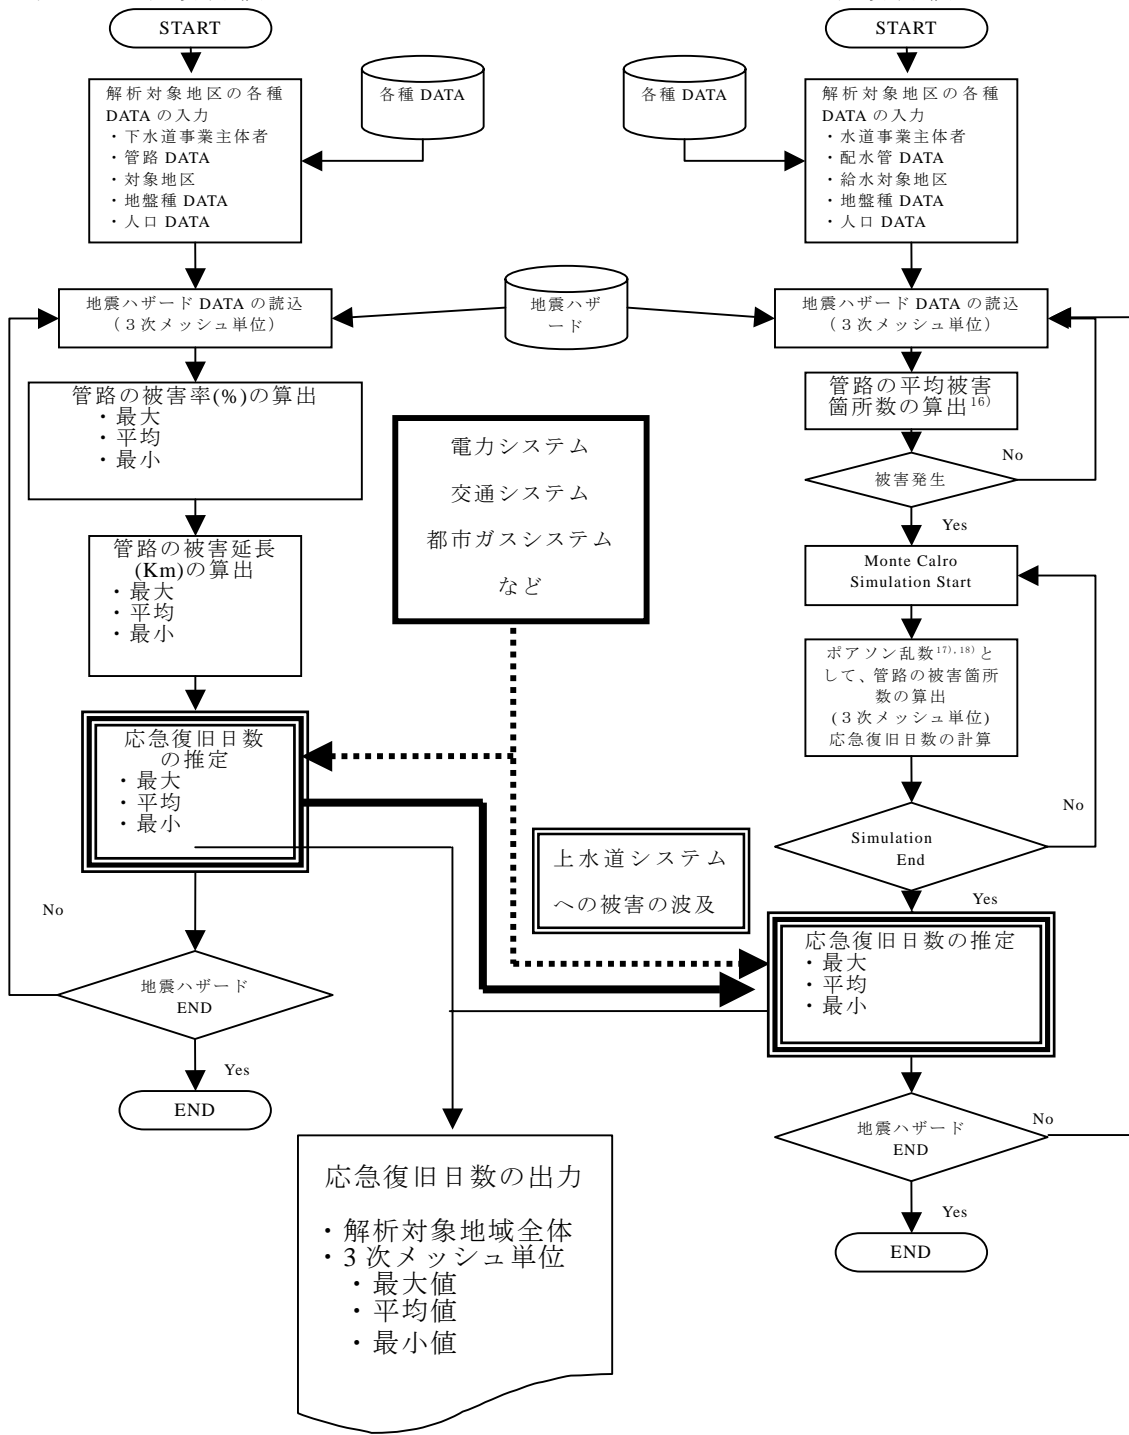 START
解析対象地区の各種
DATA の入力
・下水道事業主体者
・管路 DATA
・対象地区
・地盤種 DATA
・人口 DATA
各種 DATA
地震ハザード DATA の読込
(3次メッシュ単位)
管路の被害率(%)の算出
・最大
・平均
・最小
管路の被害延長
(Km)の算出
・最大
・平均
・最小
応急復旧日数
の推定
・最大
・平均
・最小
No
地震ハザード
END
Yes
END
地震ハザ
ード
電力システム
交通システム
都市ガスシステム
など
上水道システム
への被害の波及
応急復旧日数の出力
・解析対象地域全体
・3次メッシュ単位
・最大値
・平均値
・最小値
START
各種 DATA
解析対象地区の各種
DATA の入力
・水道事業主体者
・配水管 DATA
・給水対象地区
・地盤種 DATA
・人口 DATA
地震ハザード DATA の読込
(3次メッシュ単位)
管路の平均被害
箇所数の算出16)
No
被害発生
Yes
Monte Calro
Simulation Start
ポアソン乱数17),18)と
して、管路の被害箇所
数の算出
(3次メッシュ単位)
応急復旧日数の計算
No
Simulation
End
Yes
応急復旧日数の推定
・最大
・平均
・最小
No
地震ハザード
END
Yes
END